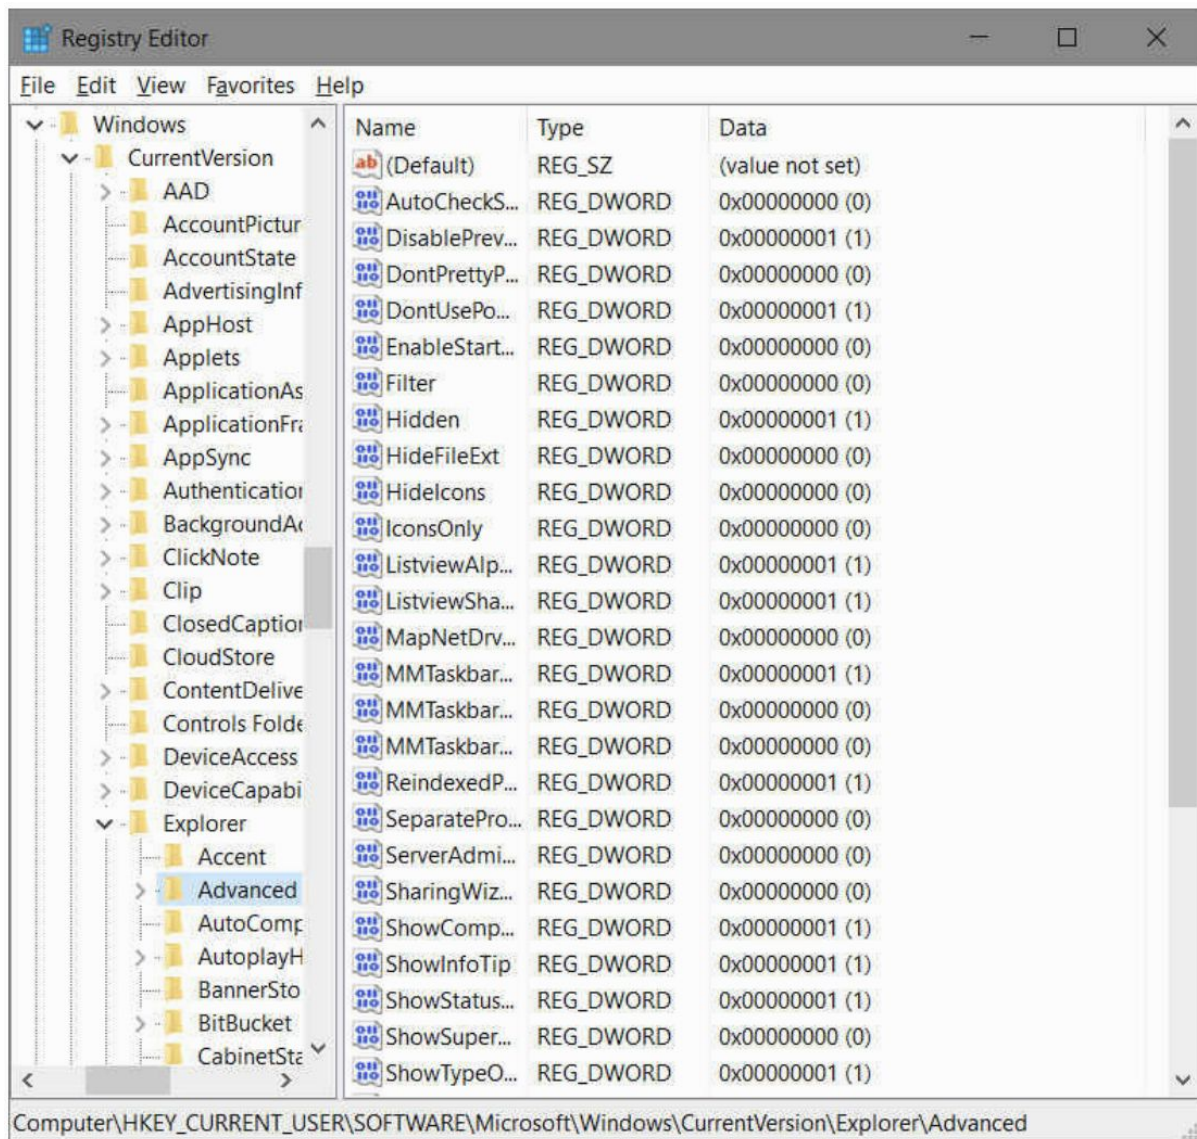 Registry Editor
File Edit View Favorites Help
Windows
CurrentVersion
AAD
AccountPictur
AccountState
AdvertisingInf
AppHost
Applets
ApplicationAs
ApplicationFra
AppSync
Authentication
BackgroundAc
ClickNote
Clip
ClosedCaption
CloudStore
ContentDelive
Controls Folde
DeviceAccess
DeviceCapabi
Explorer
Accent
Advanced
AutoComp
AutoplayH
BannerSto
BitBucket
CabinetSta
Name Type Data
(Default) REG_SZ (value not set)
AutoCheckS... REG_DWORD 0x00000000 (0)
DisablePrev... REG_DWORD 0x00000001 (1)
DontPrettyP... REG_DWORD 0x00000000 (0)
DontUsePo... REG_DWORD 0x00000001 (1)
EnableStart... REG_DWORD 0x00000000 (0)
Filter REG_DWORD 0x00000000 (0)
Hidden REG_DWORD 0x00000001 (1)
HideFileExt REG_DWORD 0x00000000 (0)
HideIcons REG_DWORD 0x00000000 (0)
IconsOnly REG_DWORD 0x00000000 (0)
ListviewAlp... REG_DWORD 0x00000001 (1)
ListviewSha... REG_DWORD 0x00000001 (1)
MapNetDrv... REG_DWORD 0x00000000 (0)
MMTaskbar... REG_DWORD 0x00000001 (1)
MMTaskbar... REG_DWORD 0x00000000 (0)
MMTaskbar... REG_DWORD 0x00000000 (0)
ReindexedP... REG_DWORD 0x00000001 (1)
SeparatePro... REG_DWORD 0x00000000 (0)
ServerAdmi... REG_DWORD 0x00000000 (0)
SharingWiz... REG_DWORD 0x00000000 (0)
ShowComp... REG_DWORD 0x00000001 (1)
ShowInfoTip REG_DWORD 0x00000001 (1)
ShowStatus... REG_DWORD 0x00000001 (1)
ShowSuper... REG_DWORD 0x00000000 (0)
ShowTypeO... REG_DWORD 0x00000001 (1)
Computer\HKEY_CURRENT_USER\SOFTWARE\Microsoft\Windows\CurrentVersion\Explorer\Advanced